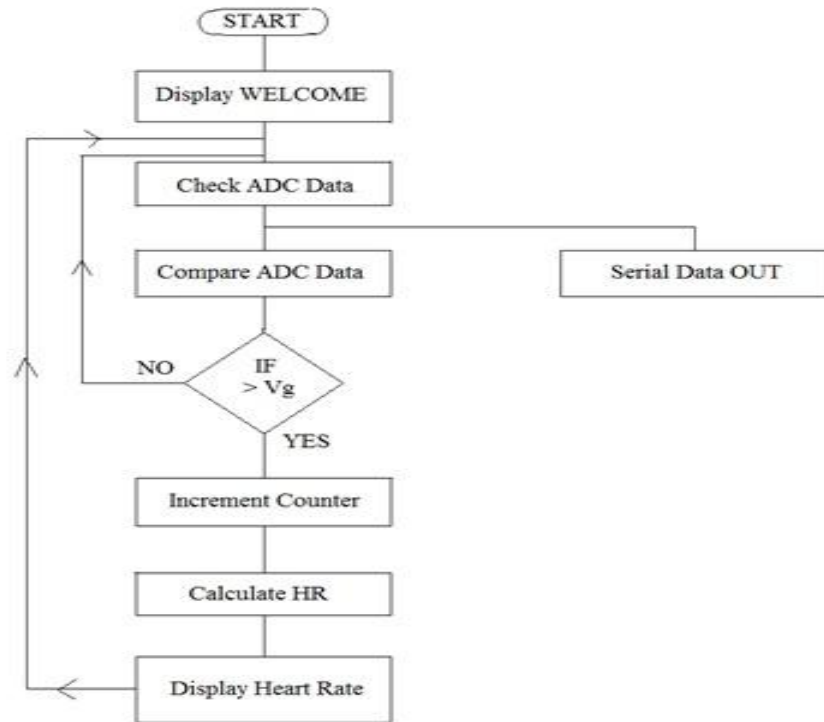 START
Display WELCOME
Check ADC Data
Compare ADC Data
Serial Data OUT
NO
IF
> Vg
YES
Increment Counter
Calculate HR
Display Heart Rate